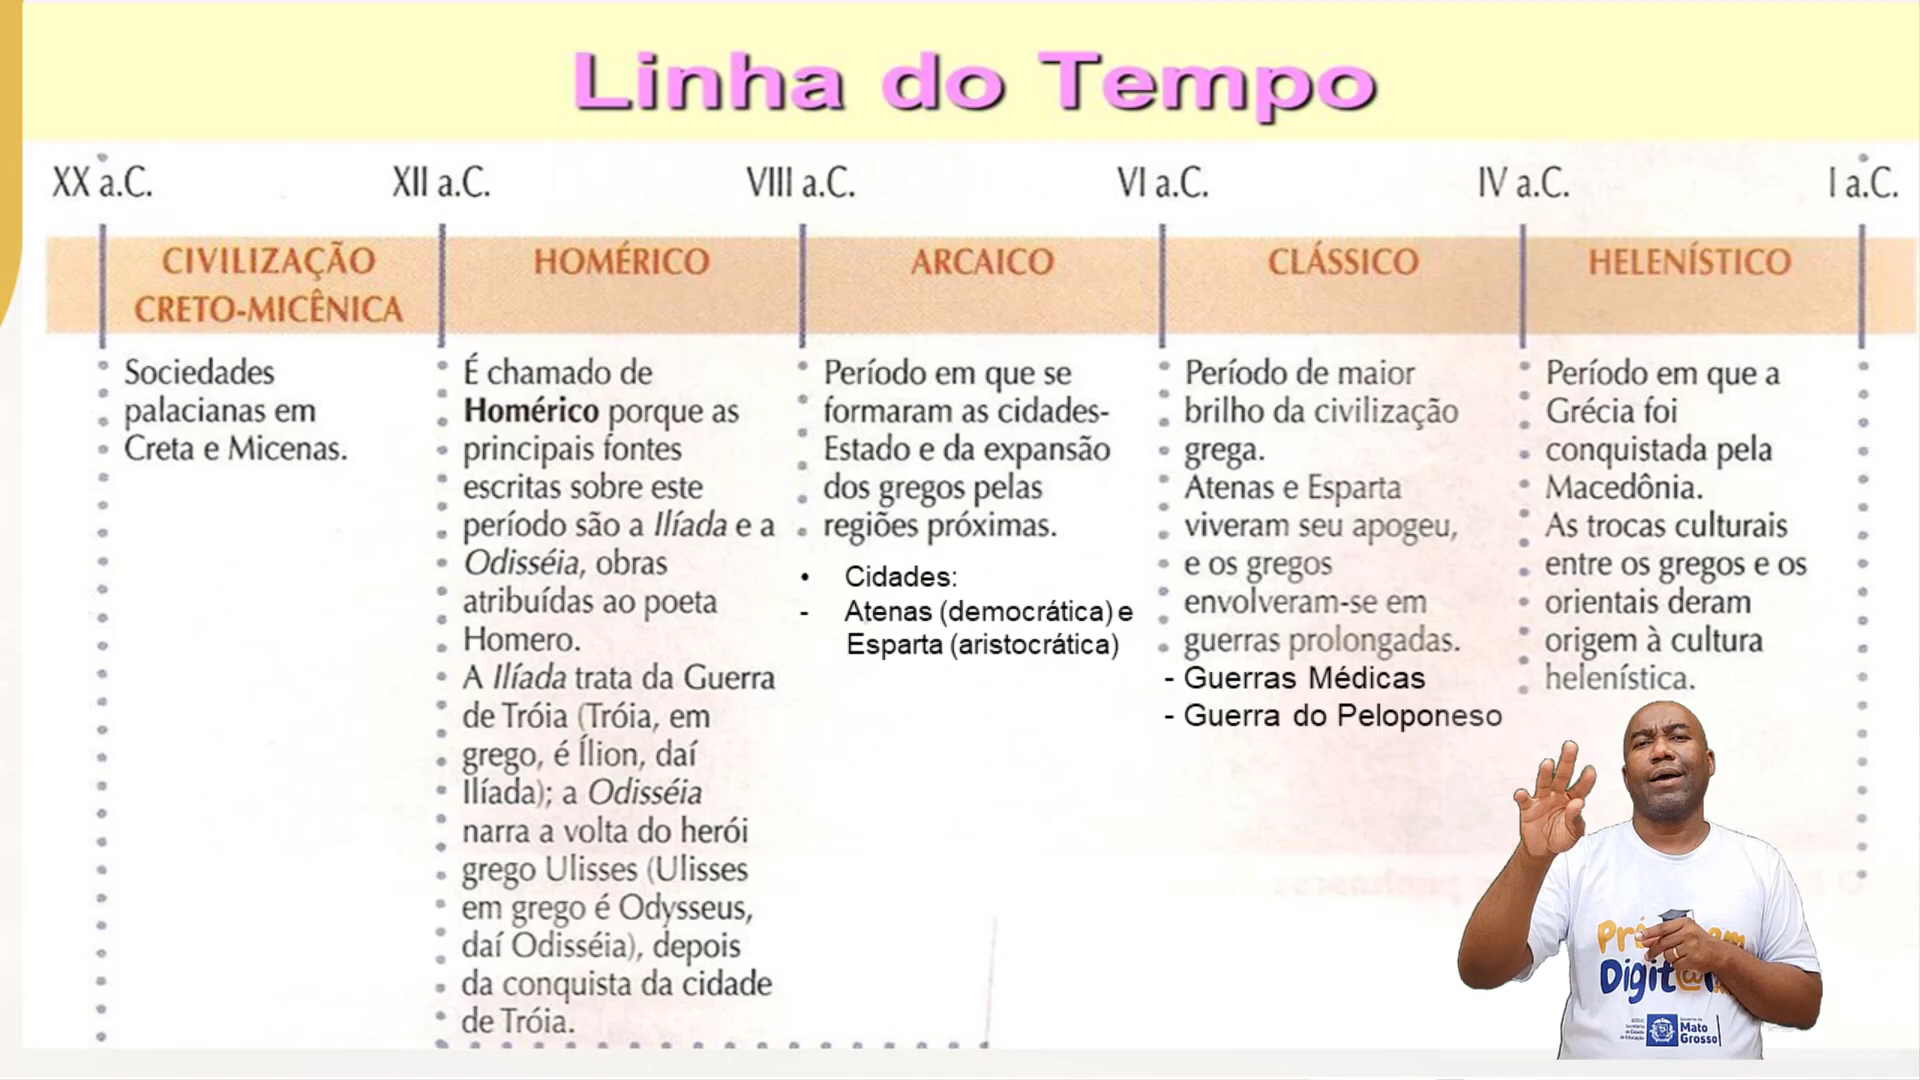 Linha do Tempo
XX a.C.
XII a.C.
VIII a.C.
VI a.C.
IV a.C.
I a.C.
CIVILIZAÇÃO
CRETO-MICÊNICA
HOMÉRICO
ARCAICO
CLÁSSICO
HELENÍSTICO
Sociedades
palacianas em
Creta e Micenas.
É chamado de
Homérico porque as
principais fontes
escritas sobre este
período são a Ilíada e a
Odisséia, obras
atribuídas ao poeta
Homero.
A Ilíada trata da Guerra
de Tróia (Tróia, em
grego, é Ílion, daí
Ilíada); a Odisséia
narra a volta do herói
grego Ulisses (Ulisses
em grego é Odysseus,
daí Odisséia), depois
da conquista da cidade
de Tróia.
Período em que se
formaram as cidades-
Estado e da expansão
dos gregos pelas
regiões próximas.
• Cidades:
- Atenas (democrática) e
Esparta (aristocrática)
Período de maior
brilho da civilização
grega.
Atenas e Esparta
viveram seu apogeu,
e os gregos
envolveram-se em
guerras prolongadas.
- Guerras Médicas
- Guerra do Peloponeso
Período em que a
Grécia foi
conquistada pela
Macedônia.
As trocas culturais
entre os gregos e os
orientais deram
origem à cultura
helenística.
Digit@l
Mato
Grosso